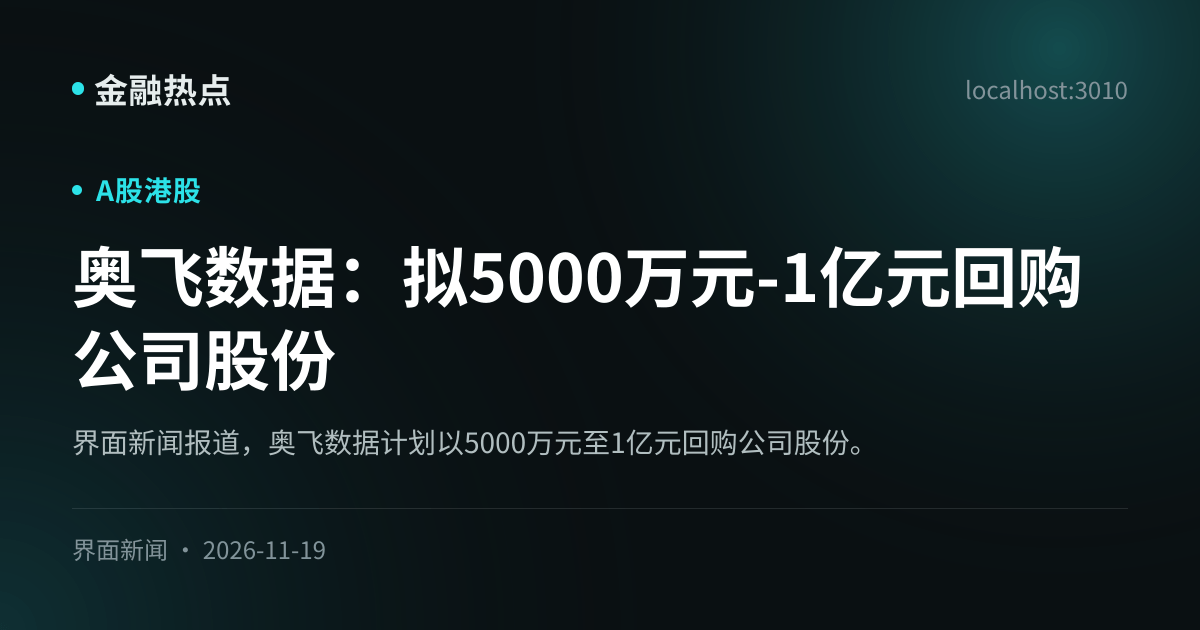 金融热点
localhost:3010
A股港股
奥飞数据：拟5000万元-1亿元回购
公司股份
界面新闻报道，奥飞数据计划以5000万元至1亿元回购公司股份。
界面新闻 • 2026-11-19